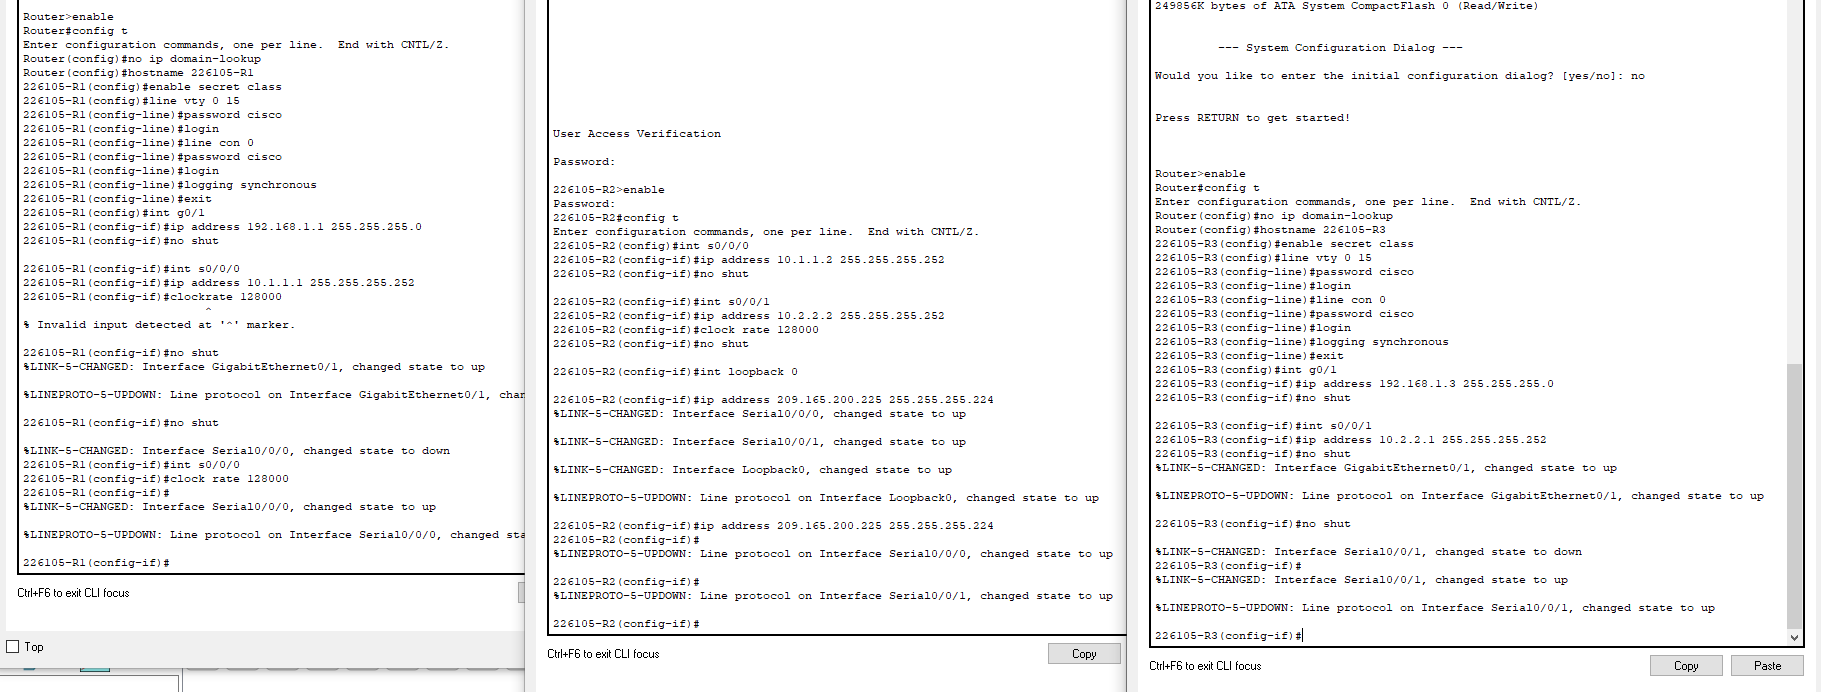 Router>enable
Router#config t
Enter configuration commands, one per line.  End with CNTL/Z.
Router(config)#no ip domain-lookup
Router(config)#hostname 226105-R1
226105-R1(config)#enable secret class
226105-R1(config)#line vty 0 15
226105-R1(config-line)#password cisco
226105-R1(config-line)#login
226105-R1(config-line)#line con 0
226105-R1(config-line)#password cisco
226105-R1(config-line)#login
226105-R1(config-line)#logging synchronous
226105-R1(config-line)#exit
226105-R1(config)#int g0/1
226105-R1(config-if)#ip address 192.168.1.1 255.255.255.0
226105-R1(config-if)#no shut
226105-R1(config-if)#int s0/0/0
226105-R1(config-if)#ip address 10.1.1.1 255.255.255.252
226105-R1(config-if)#clockrate 128000
^
% Invalid input detected at '^' marker.
226105-R1(config-if)#no shut
%LINK-5-CHANGED: Interface GigabitEthernet0/1, changed state to up
%LINEPROTO-5-UPDOWN: Line protocol on Interface GigabitEthernet0/1, chan
226105-R1(config-if)#no shut
%LINK-5-CHANGED: Interface Serial0/0/0, changed state to down
226105-R1(config-if)#int s0/0/0
226105-R1(config-if)#clock rate 128000
226105-R1(config-if)#
%LINK-5-CHANGED: Interface Serial0/0/0, changed state to up
%LINEPROTO-5-UPDOWN: Line protocol on Interface Serial0/0/0, changed sta
226105-R1(config-if)#
Ctrl+F6 to exit CLI focus
Top
User Access Verification
Password:
226105-R2>enable
Password:
226105-R2#config t
Enter configuration commands, one per line.  End with CNTL/Z.
226105-R2(config)#int s0/0/0
226105-R2(config-if)#ip address 10.1.1.2 255.255.255.252
226105-R2(config-if)#no shut
226105-R2(config-if)#int s0/0/1
226105-R2(config-if)#ip address 10.2.2.2 255.255.255.252
226105-R2(config-if)#clock rate 128000
226105-R2(config-if)#no shut
226105-R2(config-if)#int loopback 0
226105-R2(config-if)#ip address 209.165.200.225 255.255.255.224
%LINK-5-CHANGED: Interface Serial0/0/0, changed state to up
%LINK-5-CHANGED: Interface Serial0/0/1, changed state to up
%LINK-5-CHANGED: Interface Loopback0, changed state to up
%LINEPROTO-5-UPDOWN: Line protocol on Interface Loopback0, changed state to up
226105-R2(config-if)#ip address 209.165.200.225 255.255.255.224
226105-R2(config-if)#
%LINEPROTO-5-UPDOWN: Line protocol on Interface Serial0/0/0, changed state to up
226105-R2(config-if)#
%LINEPROTO-5-UPDOWN: Line protocol on Interface Serial0/0/1, changed state to up
226105-R2(config-if)#
Ctrl+F6 to exit CLI focus
Copy
249856K bytes of ATA System CompactFlash 0 (Read/Write)
--- System Configuration Dialog ---
Would you like to enter the initial configuration dialog? [yes/no]: no
Press RETURN to get started!
Router>enable
Router#config t
Enter configuration commands, one per line.  End with CNTL/Z.
Router(config)#no ip domain-lookup
Router(config)#hostname 226105-R3
226105-R3(config)#enable secret class
226105-R3(config)#line vty 0 15
226105-R3(config-line)#password cisco
226105-R3(config-line)#login
226105-R3(config-line)#line con 0
226105-R3(config-line)#password cisco
226105-R3(config-line)#login
226105-R3(config-line)#logging synchronous
226105-R3(config-line)#exit
226105-R3(config)#int g0/1
226105-R3(config-if)#ip address 192.168.1.3 255.255.255.0
226105-R3(config-if)#no shut
226105-R3(config-if)#int s0/0/1
226105-R3(config-if)#ip address 10.2.2.1 255.255.255.252
226105-R3(config-if)#no shut
%LINK-5-CHANGED: Interface GigabitEthernet0/1, changed state to up
%LINEPROTO-5-UPDOWN: Line protocol on Interface GigabitEthernet0/1, changed state to up
226105-R3(config-if)#no shut
%LINK-5-CHANGED: Interface Serial0/0/1, changed state to down
226105-R3(config-if)#
%LINK-5-CHANGED: Interface Serial0/0/1, changed state to up
%LINEPROTO-5-UPDOWN: Line protocol on Interface Serial0/0/1, changed state to up
226105-R3(config-if)#
Ctrl+F6 to exit CLI focus
Copy
Paste